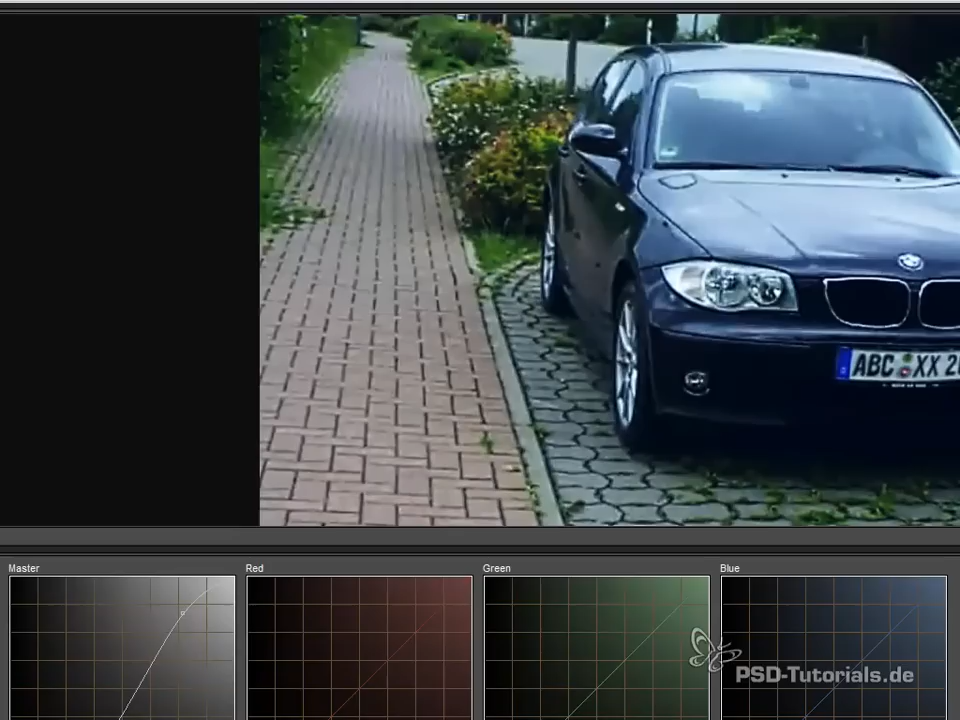 ABC XX 2
Master
Red
Green
Blue
PSD-Tutorials.de